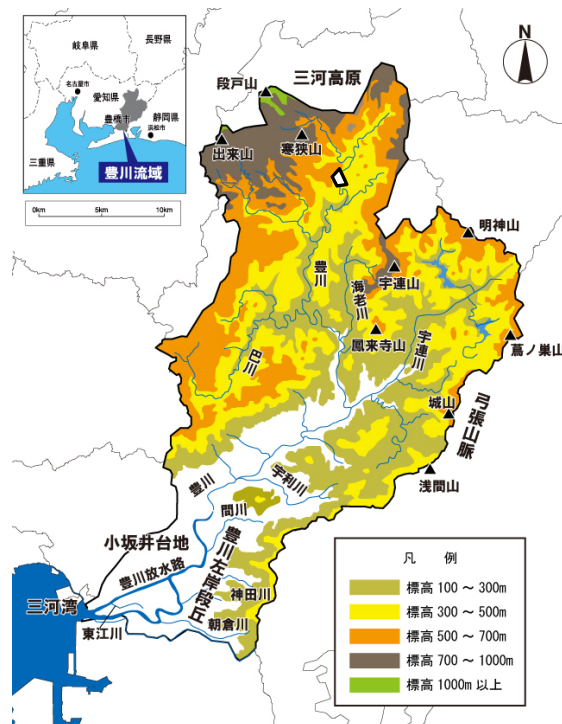 岐阜県
長野県
名古屋市
愛知県
豊橋市
静岡県
浜松市
三重県
豊川流域
0km 5km 10km
N
段戸山
三河高原
出来山
寒狭山
明神山
豊川
海老川
宇連山
鳳来寺山
宇連川
蔦ノ巣山
巴川
城山
弓張山脈
浅間山
豊川
宇利川
間川
小坂井台地
豊川放水路
豊川左岸段丘
三河湾
神田川
東江川
朝倉川
凡 例
標高 100 ~ 300m
標高 300 ~ 500m
標高 500 ~ 700m
標高 700 ~ 1000m
標高 1000m 以上